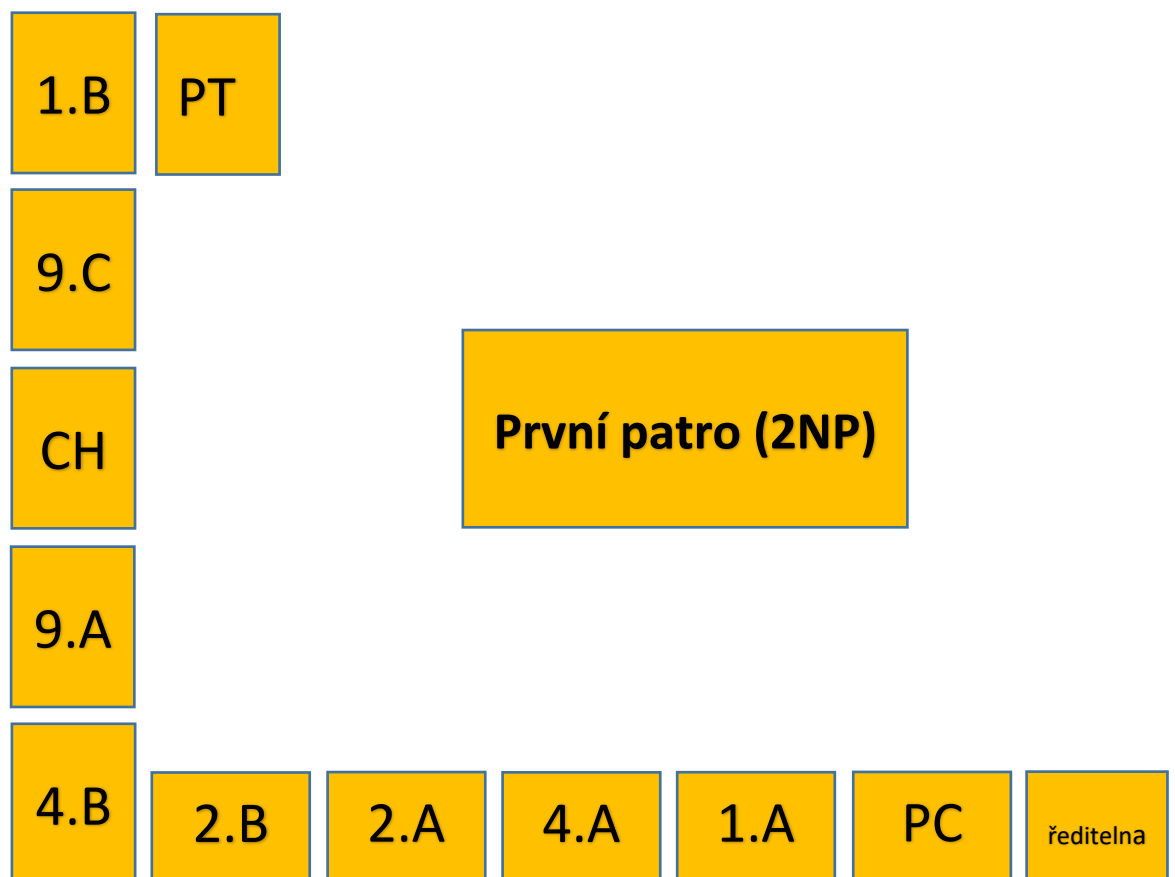 1.B
PT
9.C
První patro (2NP)
CH
9.A
4.B
2.B
2.A
4.A
1.A
PC
ředitelna